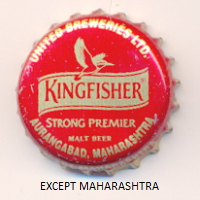 UNITED BREWERIES LTD.
KINGFISHER
STRONG PREMIER
MALT BEER
AURANGABAD, MAHARASHTRA.
EXCEPT MAHARASHTRA